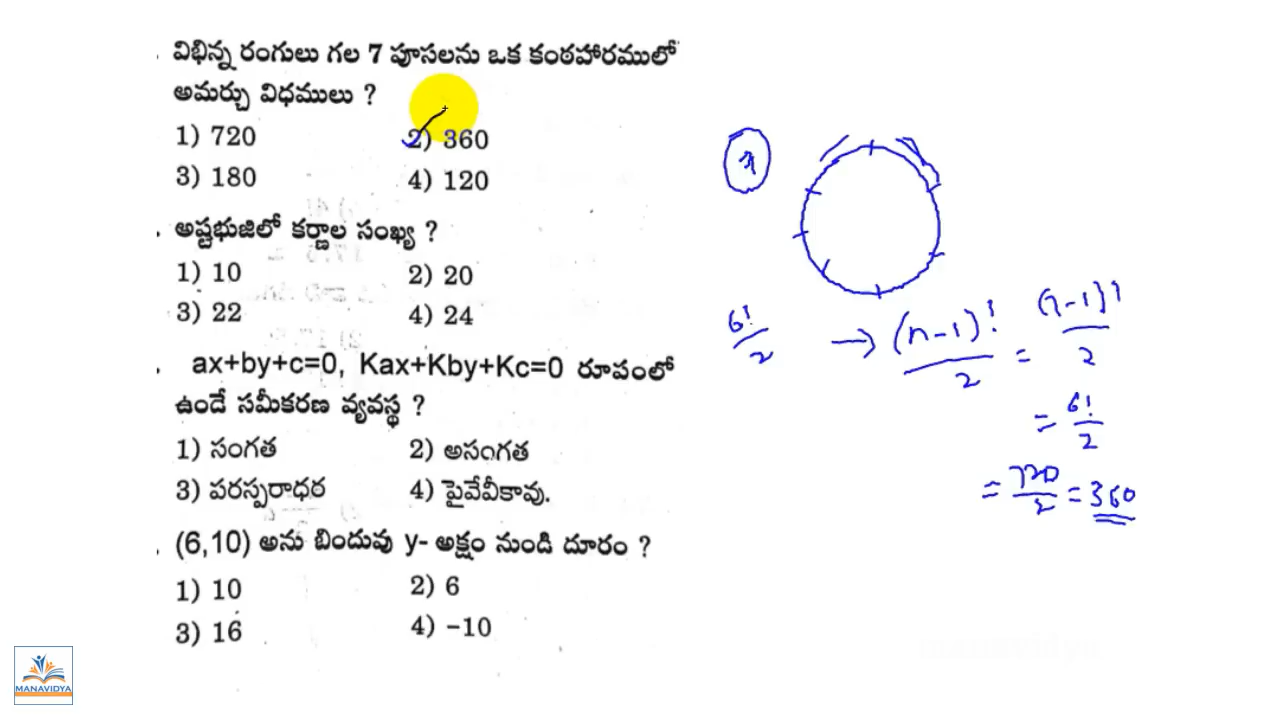 . విభిన్న రంగులు గల 7 పూసలను ఒక కంఠహారములో
అమర్చు విధములు ?
1) 720 2) 360
3) 180 4) 120
. అష్టభుజిలో కర్ణాల సంఖ్య ?
1) 10 2) 20
3) 22 4) 24
. ax+by+c=0, Kax+Kby+Kc=0 రూపంలో
ఉండే సమీకరణ వ్యవస్థ ?
1) సంగత 2) అసంగత
3) పరస్పరాధర 4) పైవేవీకావు.
. (6,10) అను బిందువు y- అక్షం నుండి దూరం ?
1) 10 2) 6
3) 16 4) -10
6!/2 → (n-1)!/2 = (7-1)!/2
= 6!/2
= 720/2 = 360
MANAVIDYA